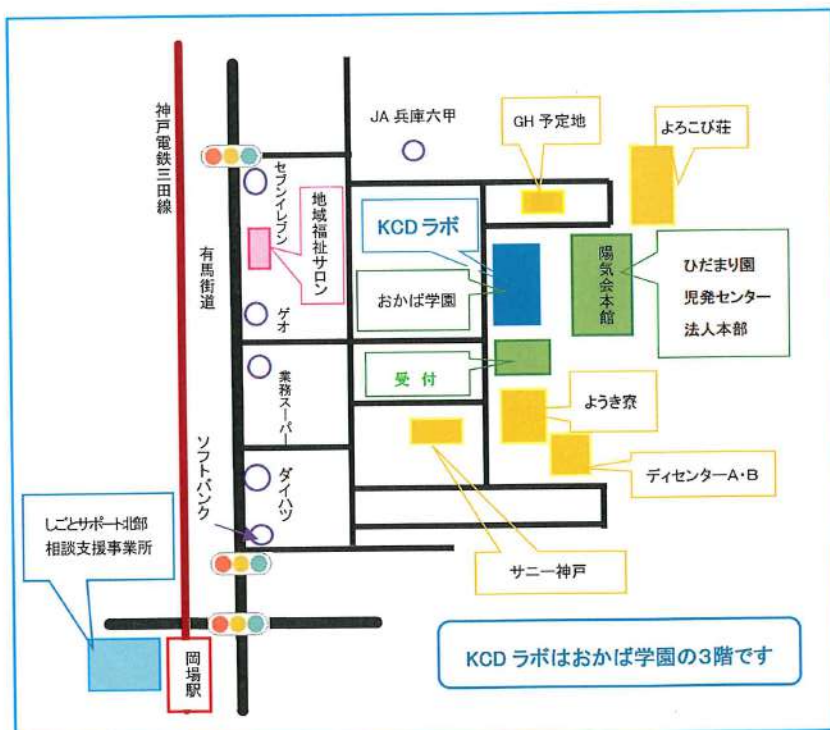 神戸電鉄三田線
有馬街道
セブンイレブン
地域福祉サロン
ゲオ
業務スーパー
ソフトバンク
ダイハツ
しごとサポート北部
相談支援事業所
岡場駅
JA 兵庫六甲
GH 予定地
よろこび荘
KCD ラボ
おかば学園
陽気会本館
ひだまり園
児発センター
法人本部
受 付
ようき寮
ディセンターA・B
サニー神戸
KCD ラボはおかば学園の3階です